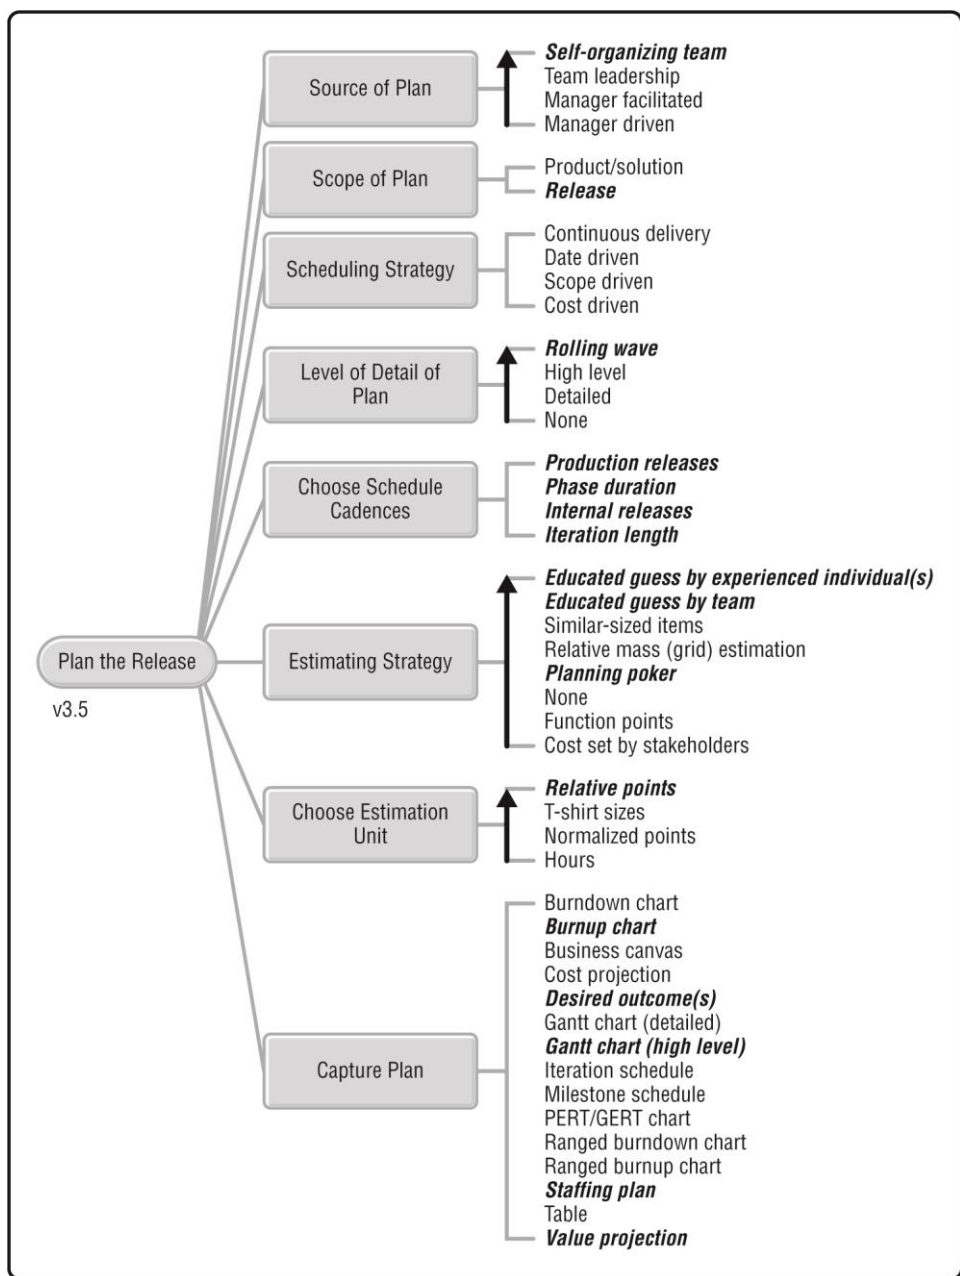 Source of Plan
Self-organizing team
Team leadership
Manager facilitated
Manager driven
Scope of Plan
Product/solution
Release
Scheduling Strategy
Continuous delivery
Date driven
Scope driven
Cost driven
Level of Detail of
Plan
Rolling wave
High level
Detailed
None
Choose Schedule
Cadences
Production releases
Phase duration
Internal releases
Iteration length
Plan the Release
v3.5
Estimating Strategy
Educated guess by experienced individual(s)
Educated guess by team
Similar-sized items
Relative mass (grid) estimation
Planning poker
None
Function points
Cost set by stakeholders
Choose Estimation
Unit
Relative points
T-shirt sizes
Normalized points
Hours
Capture Plan
Burndown chart
Burnup chart
Business canvas
Cost projection
Desired outcome(s)
Gantt chart (detailed)
Gantt chart (high level)
Iteration schedule
Milestone schedule
PERT/GERT chart
Ranged burndown chart
Ranged burnup chart
Staffing plan
Table
Value projection